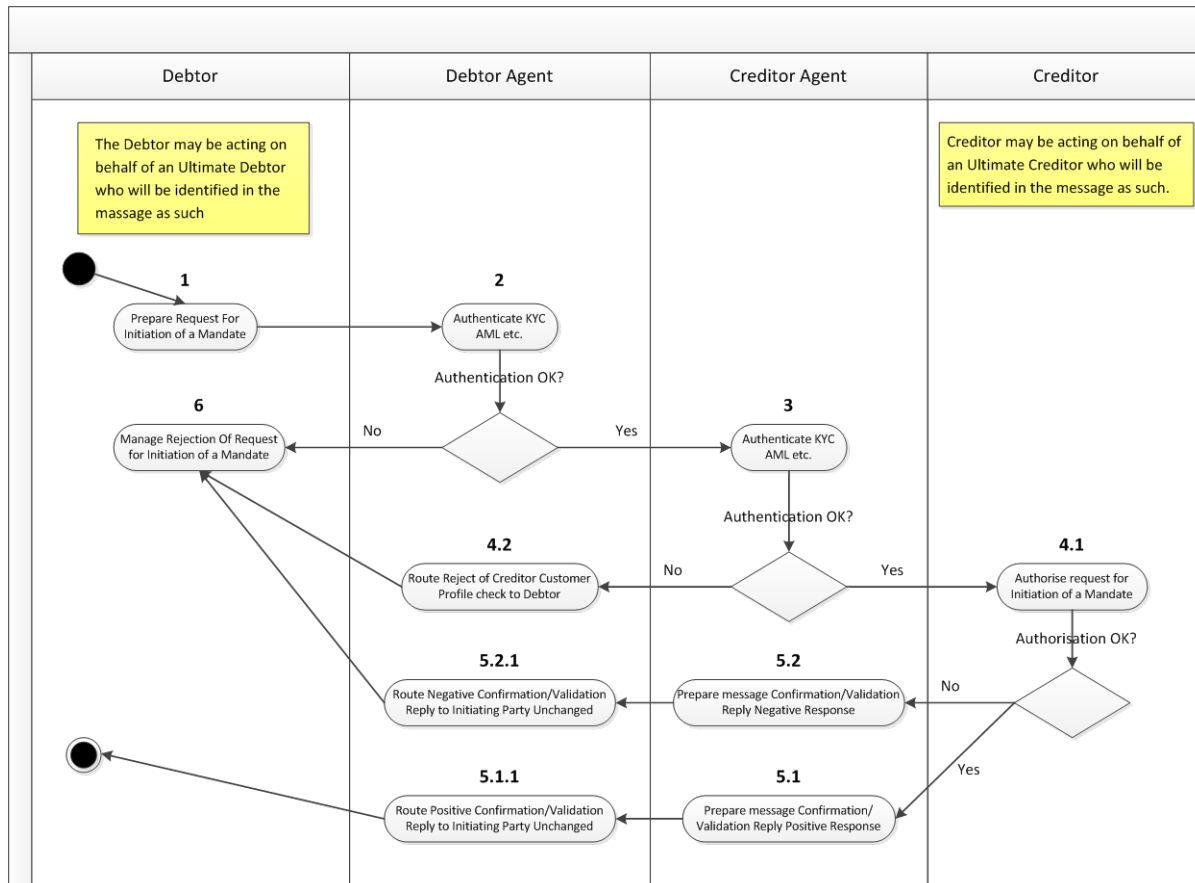 Debtor
Debtor Agent
Creditor Agent
Creditor
The Debtor may be acting on
behalf of an Ultimate Debtor
who will be identified in the
massage as such
Creditor may be acting on behalf of
an Ultimate Creditor who will be
identified in the message as such.
1
Prepare Request For
Initiation of a Mandate
2
Authenticate KYC
AML etc.
Authentication OK?
6
Manage Rejection Of Request
for Initiation of a Mandate
No
Yes
3
Authenticate KYC
AML etc.
Authentication OK?
4.2
Route Reject of Creditor Customer
Profile check to Debtor
No
Yes
4.1
Authorise request for
Initiation of a Mandate
Authorisation OK?
5.2.1
Route Negative Confirmation/Validation
Reply to Initiating Party Unchanged
5.2
Prepare message Confirmation/Validation
Reply Negative Response
No
Yes
5.1.1
Route Positive Confirmation/Validation
Reply to Initiating Party Unchanged
5.1
Prepare message Confirmation/
Validation Reply Positive Response